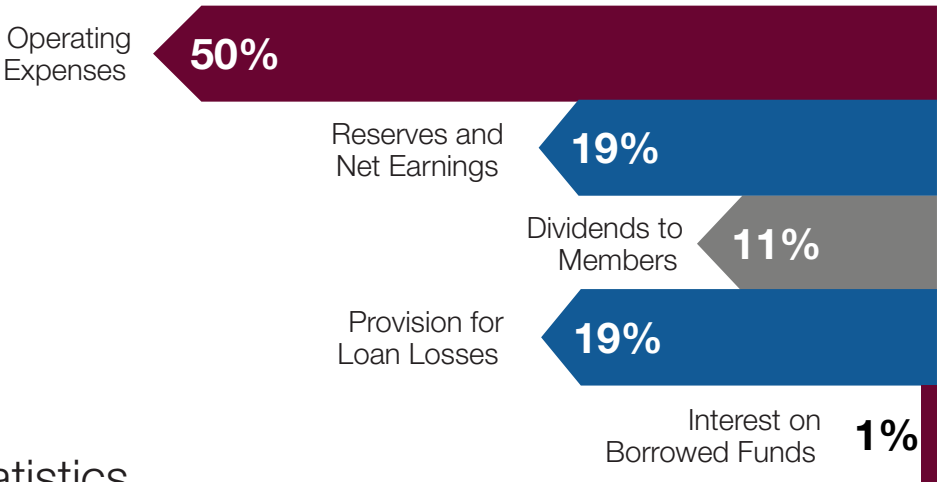 Operating
Expenses
50%
Reserves and
Net Earnings
19%
Dividends to
Members
11%
Provision for
Loan Losses
19%
Interest on
Borrowed Funds
1%